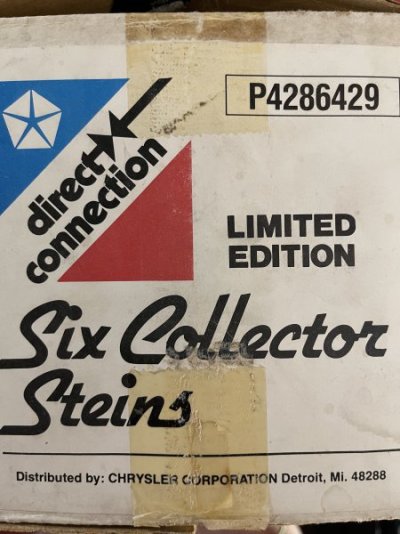 P4286429
direct
connection
LIMITED
EDITION
Six Collector
Steins
Distributed by: CHRYSLER CORPORATION Detroit, Mi. 48288